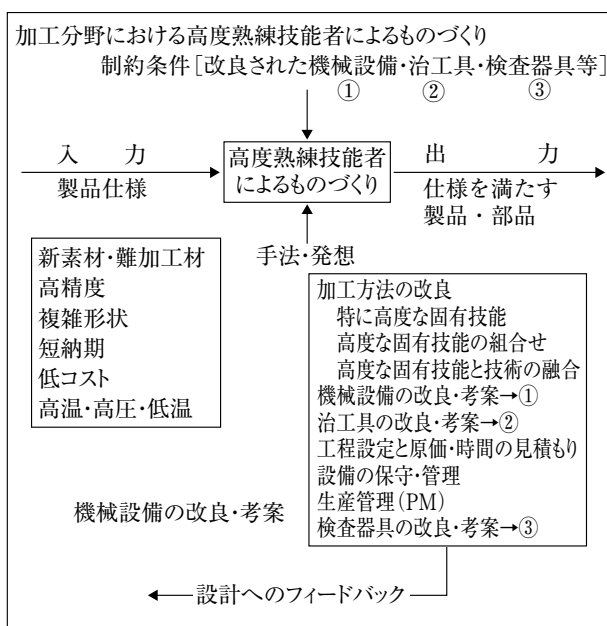 加工分野における高度熟練技能者によるものづくり
制約条件[改良された機械設備・治工具・検査器具等]
① ② ③
入 力
製品仕様
高度熟練技能者
によるものづくり
出 力
仕様を満たす
製品・部品
手法・発想
新素材・難加工材
高精度
複雑形状
短納期
低コスト
高温・高圧・低温
加工方法の改良
特に高度な固有技能
高度な固有技能の組合せ
高度な固有技能と技術の融合
機械設備の改良・考案→①
治工具の改良・考案→②
工程設定と原価・時間の見積もり
設備の保守・管理
生産管理(PM)
検査器具の改良・考案→③
機械設備の改良・考案
設計へのフィードバック